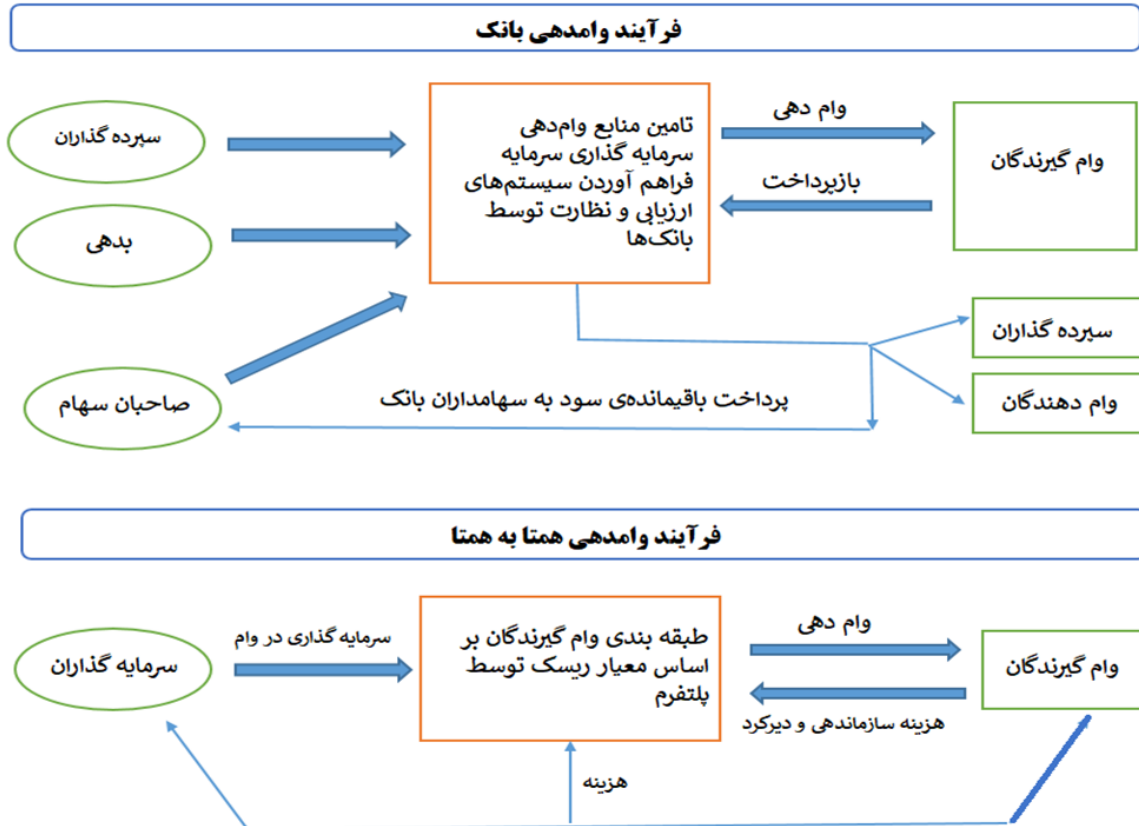 فرآیند وامدهی بانک
سپرده گذاران
تامین منابع وام‌دهی
سرمایه گذاری سرمایه
فراهم آوردن سیستم‌های
ارزیابی و نظارت توسط
بانک‌ها
وام دهی
بازپرداخت
وام گیرندگان
بدهی
سپرده گذاران
صاحبان سهام
پرداخت باقیمانده‌ی سود به سهامداران بانک
وام دهندگان
فرآیند وامدهی همتا به همتا
سرمایه گذاران
سرمایه گذاری در وام
طبقه بندی وام گیرندگان بر
اساس معیار ریسک توسط
پلتفرم
وام دهی
هزینه سازماندهی و دیرکرد
وام گیرندگان
هزینه